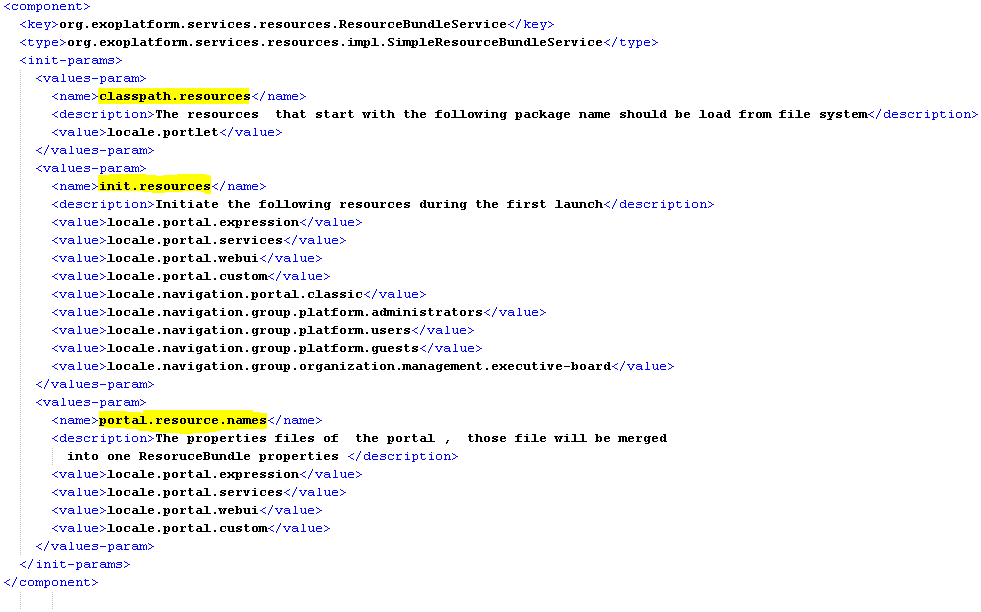 <component>
<key>org.exoplatform.services.resources.ResourceBundleService</key>
<type>org.exoplatform.services.resources.impl.SimpleResourceBundleService</type>
<init-params>
<values-param>
<name>classpath.resources</name>
<description>The resources  that start with the following package name should be load from file system</description>
<value>locale.portlet</value>
</values-param>
<values-param>
<name>init.resources</name>
<description>Initiate the following resources during the first launch</description>
<value>locale.portal.expression</value>
<value>locale.portal.services</value>
<value>locale.portal.webui</value>
<value>locale.portal.custom</value>
<value>locale.navigation.portal.classic</value>
<value>locale.navigation.group.platform.administrators</value>
<value>locale.navigation.group.platform.users</value>
<value>locale.navigation.group.platform.guests</value>
<value>locale.navigation.group.organization.management.executive-board</value>
</values-param>
<values-param>
<name>portal.resource.names</name>
<description>The properties files of  the portal ,  those file will be merged
into one ResoruceBundle properties </description>
<value>locale.portal.expression</value>
<value>locale.portal.services</value>
<value>locale.portal.webui</value>
<value>locale.portal.custom</value>
</values-param>
</init-params>
</component>